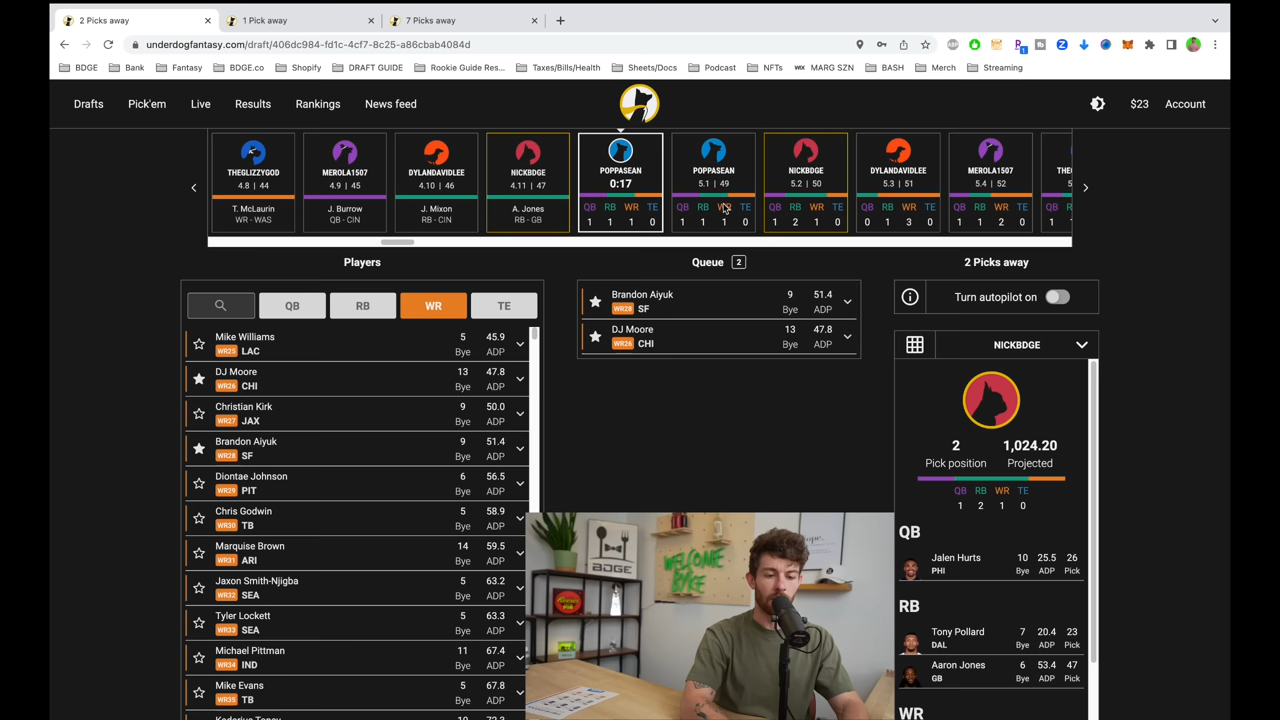 2 Picks away
1 Pick away
7 Picks away
underdogfantasy.com/draft/406dc984-fd1c-4cf7-8c25-a86cbab4084d
BDGE Bank Fantasy BDGE.co Shopify DRAFT GUIDE Rookie Guide Res... Taxes/Bills/Health Sheets/Docs Podcast NFTs WIX MARG SZN BASH Merch Streaming
Drafts Pick'em Live Results Rankings News feed $23 Account
THEGLIZZYGOD MEROLA1507 DYLANDAVIDLEE NICKBDGE POPPASEAN POPPASEAN NICKBDGE DYLANDAVIDLEE MEROLA1507
4.8 | 44 4.9 | 45 4.10 | 46 4.11 | 47 0:17 5.1 | 49 5.2 | 50 5.3 | 51 5.4 | 52
T. McLaurin J. Burrow J. Mixon A. Jones QB RB WR TE QB RB WR TE QB RB WR TE QB RB WR TE QB RB WR TE
WR - WAS QB - CIN RB - CIN RB - GB 1 1 1 0 1 1 1 0 1 2 1 0 0 1 3 0 1 1 2 0
Players
QB RB WR TE
Mike Williams 5 45.9
WR25 LAC Bye ADP
DJ Moore 13 47.8
WR26 CHI Bye ADP
Christian Kirk 9 50.0
WR27 JAX Bye ADP
Brandon Aiyuk 9 51.4
WR28 SF Bye ADP
Diontae Johnson 6 56.5
WR29 PIT Bye ADP
Chris Godwin 5 58.9
WR30 TB Bye ADP
Marquise Brown 14 59.5
WR31 ARI Bye ADP
Jaxon Smith-Njigba 5 63.2
WR32 SEA Bye ADP
Tyler Lockett 5 63.3
WR33 SEA Bye ADP
Michael Pittman 11 67.4
WR34 IND Bye ADP
Mike Evans 5 67.8
WR35 TB Bye ADP
Queue 2
Brandon Aiyuk 9 51.4
WR28 SF Bye ADP
DJ Moore 13 47.8
WR26 CHI Bye ADP
2 Picks away
Turn autopilot on
NICKBDGE
2 1,024.20
Pick position Projected
QB RB WR TE
1 2 1 0
QB
Jalen Hurts 10 25.5 26
PHI Bye ADP Pick
RB
Tony Pollard 7 20.4 23
DAL Bye ADP Pick
Aaron Jones 6 53.4 47
GB Bye ADP Pick
WR
BDGE
WELCOME